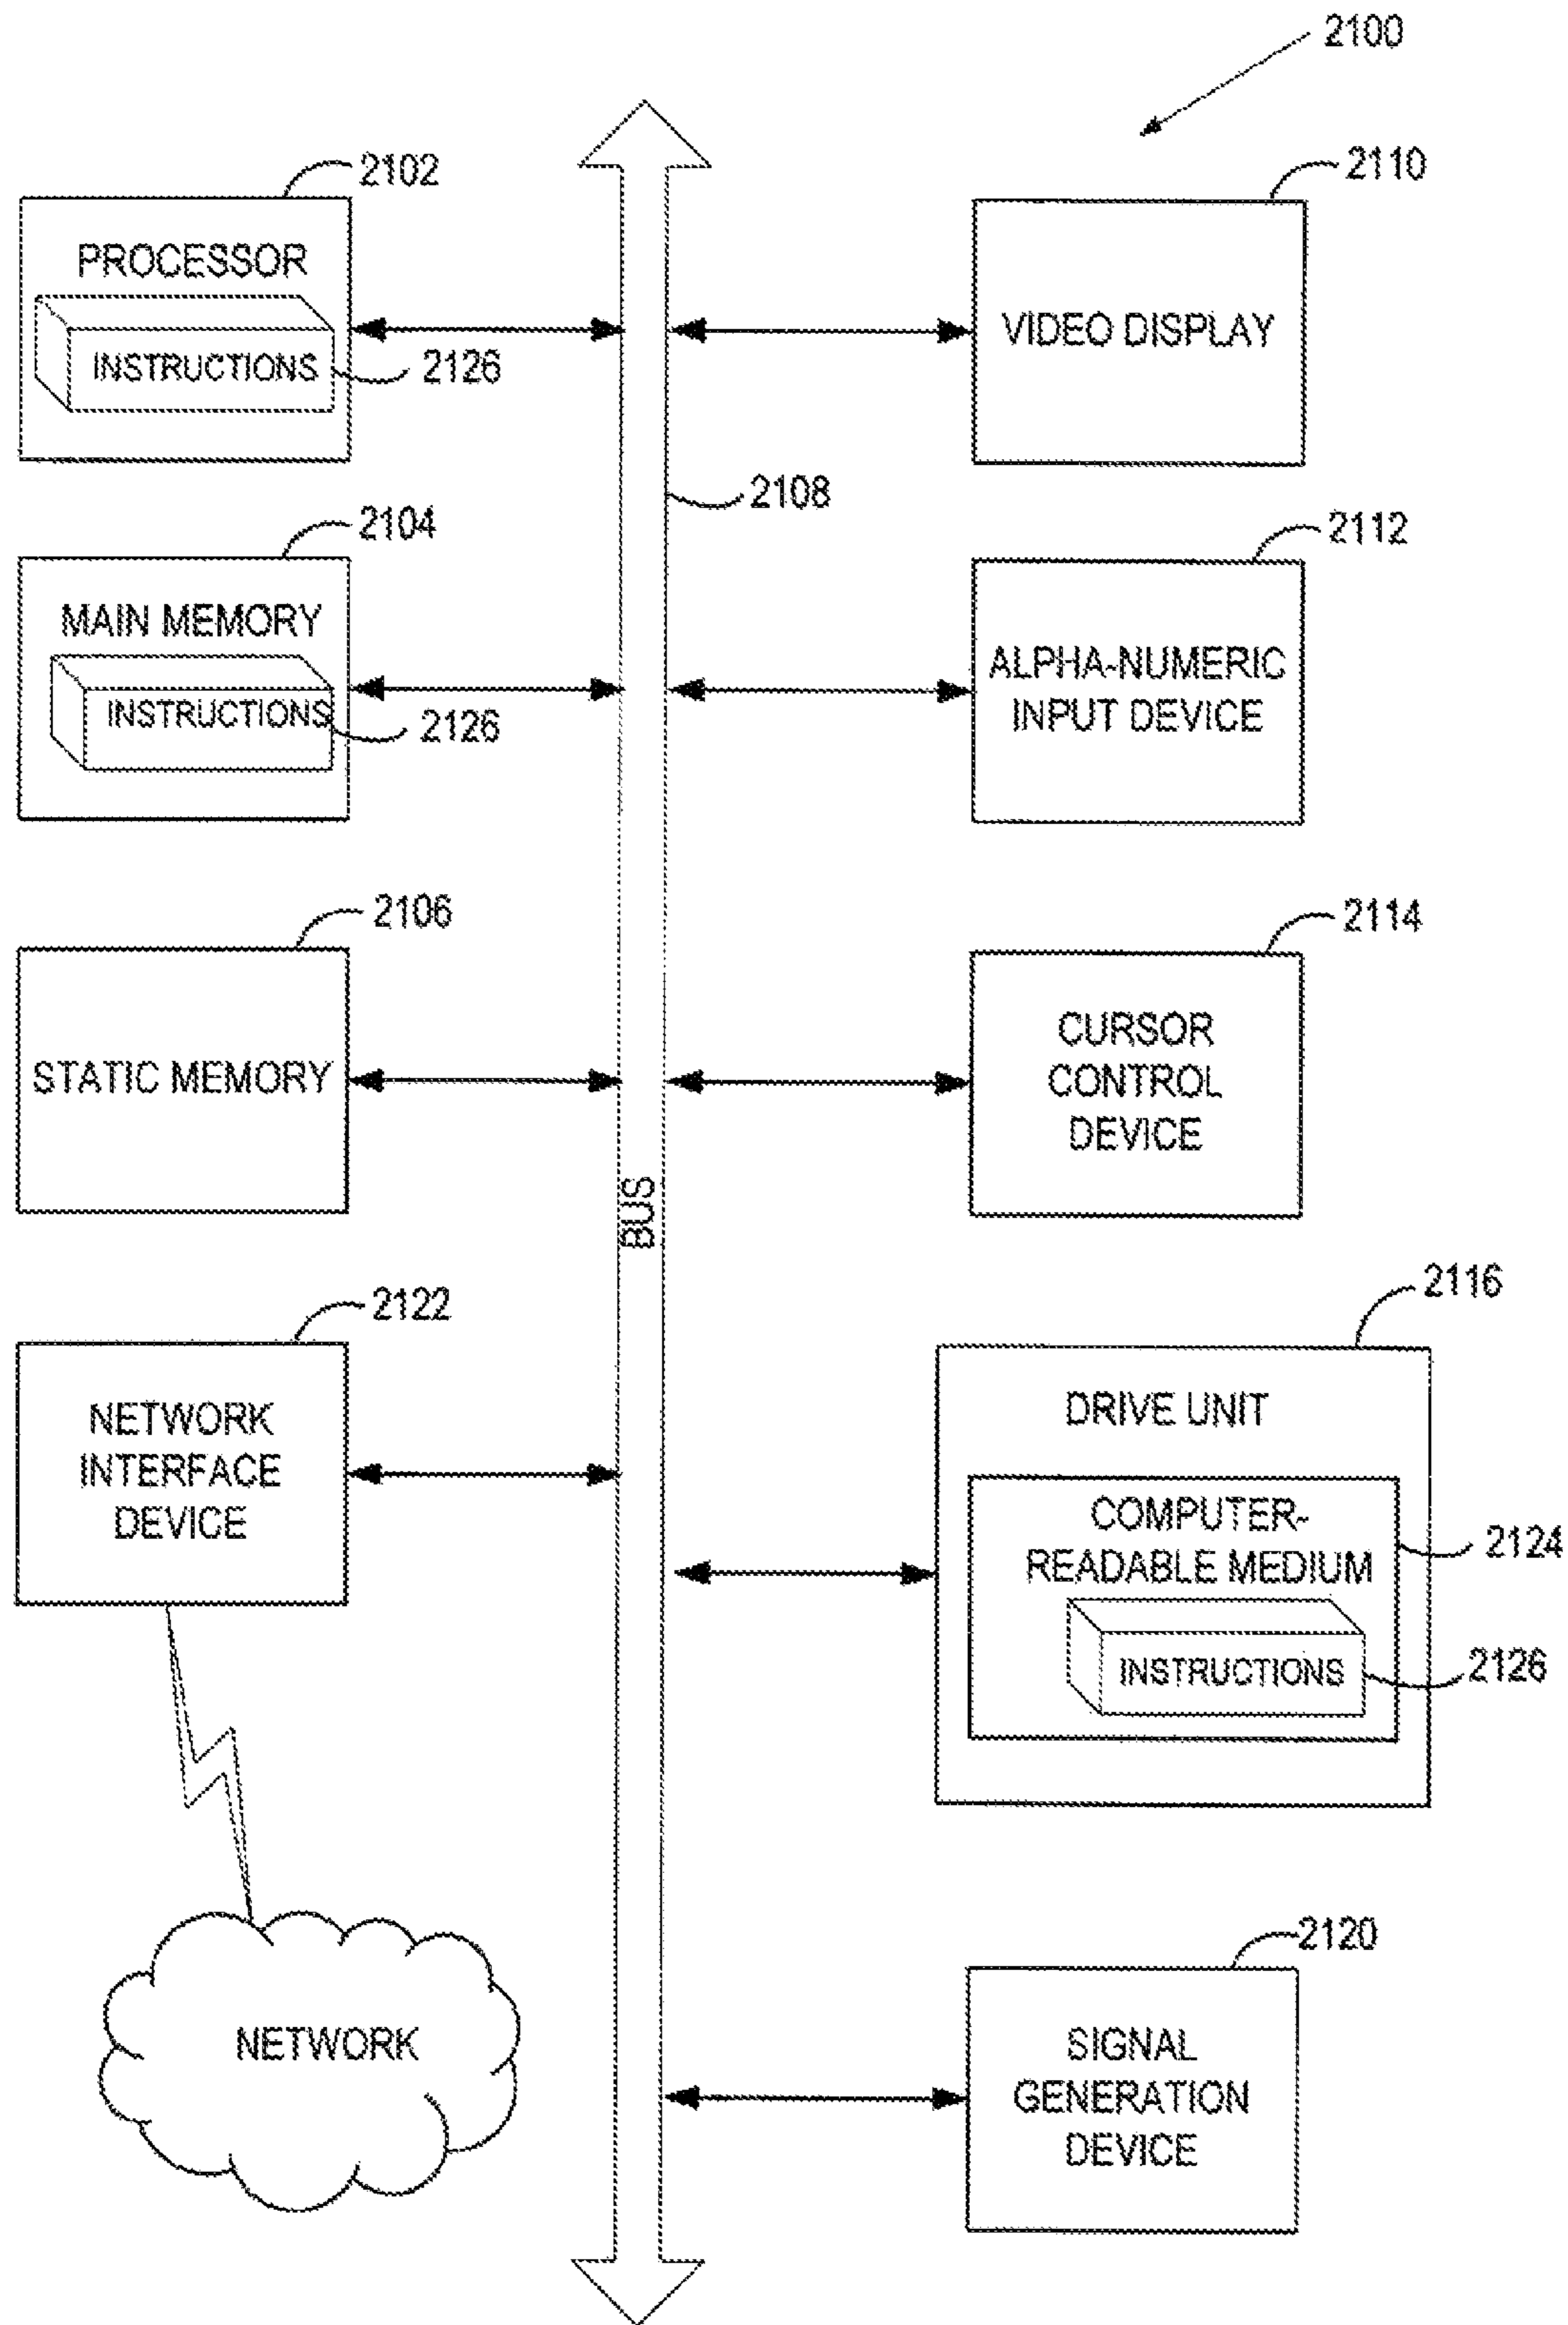 2100
2102
PROCESSOR
INSTRUCTIONS
2126
2110
VIDEO DISPLAY
2108
2104
MAIN MEMORY
INSTRUCTIONS
2126
2112
ALPHA-NUMERIC
INPUT DEVICE
2106
STATIC MEMORY
2114
CURSOR
CONTROL
DEVICE
BUS
2122
NETWORK
INTERFACE
DEVICE
2116
DRIVE UNIT
COMPUTER-
READABLE MEDIUM
2124
INSTRUCTIONS
2126
NETWORK
2120
SIGNAL
GENERATION
DEVICE